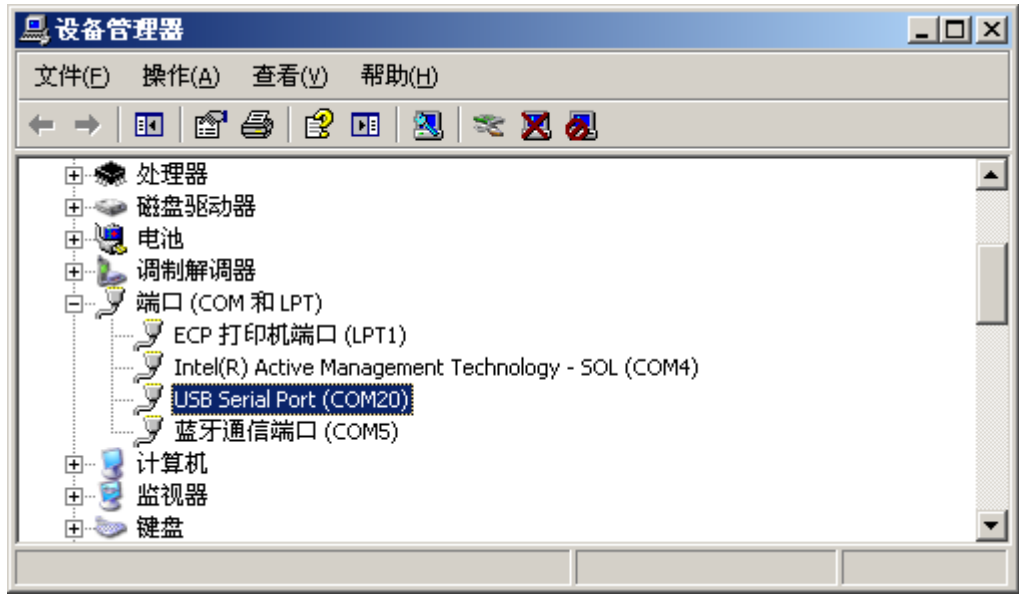 设备管理器
文件(F) 操作(A) 查看(V) 帮助(H)
处理器
磁盘驱动器
电池
调制解调器
端口 (COM 和 LPT)
ECP 打印机端口 (LPT1)
Intel(R) Active Management Technology - SOL (COM4)
USB Serial Port (COM20)
蓝牙通信端口 (COM5)
计算机
监视器
键盘